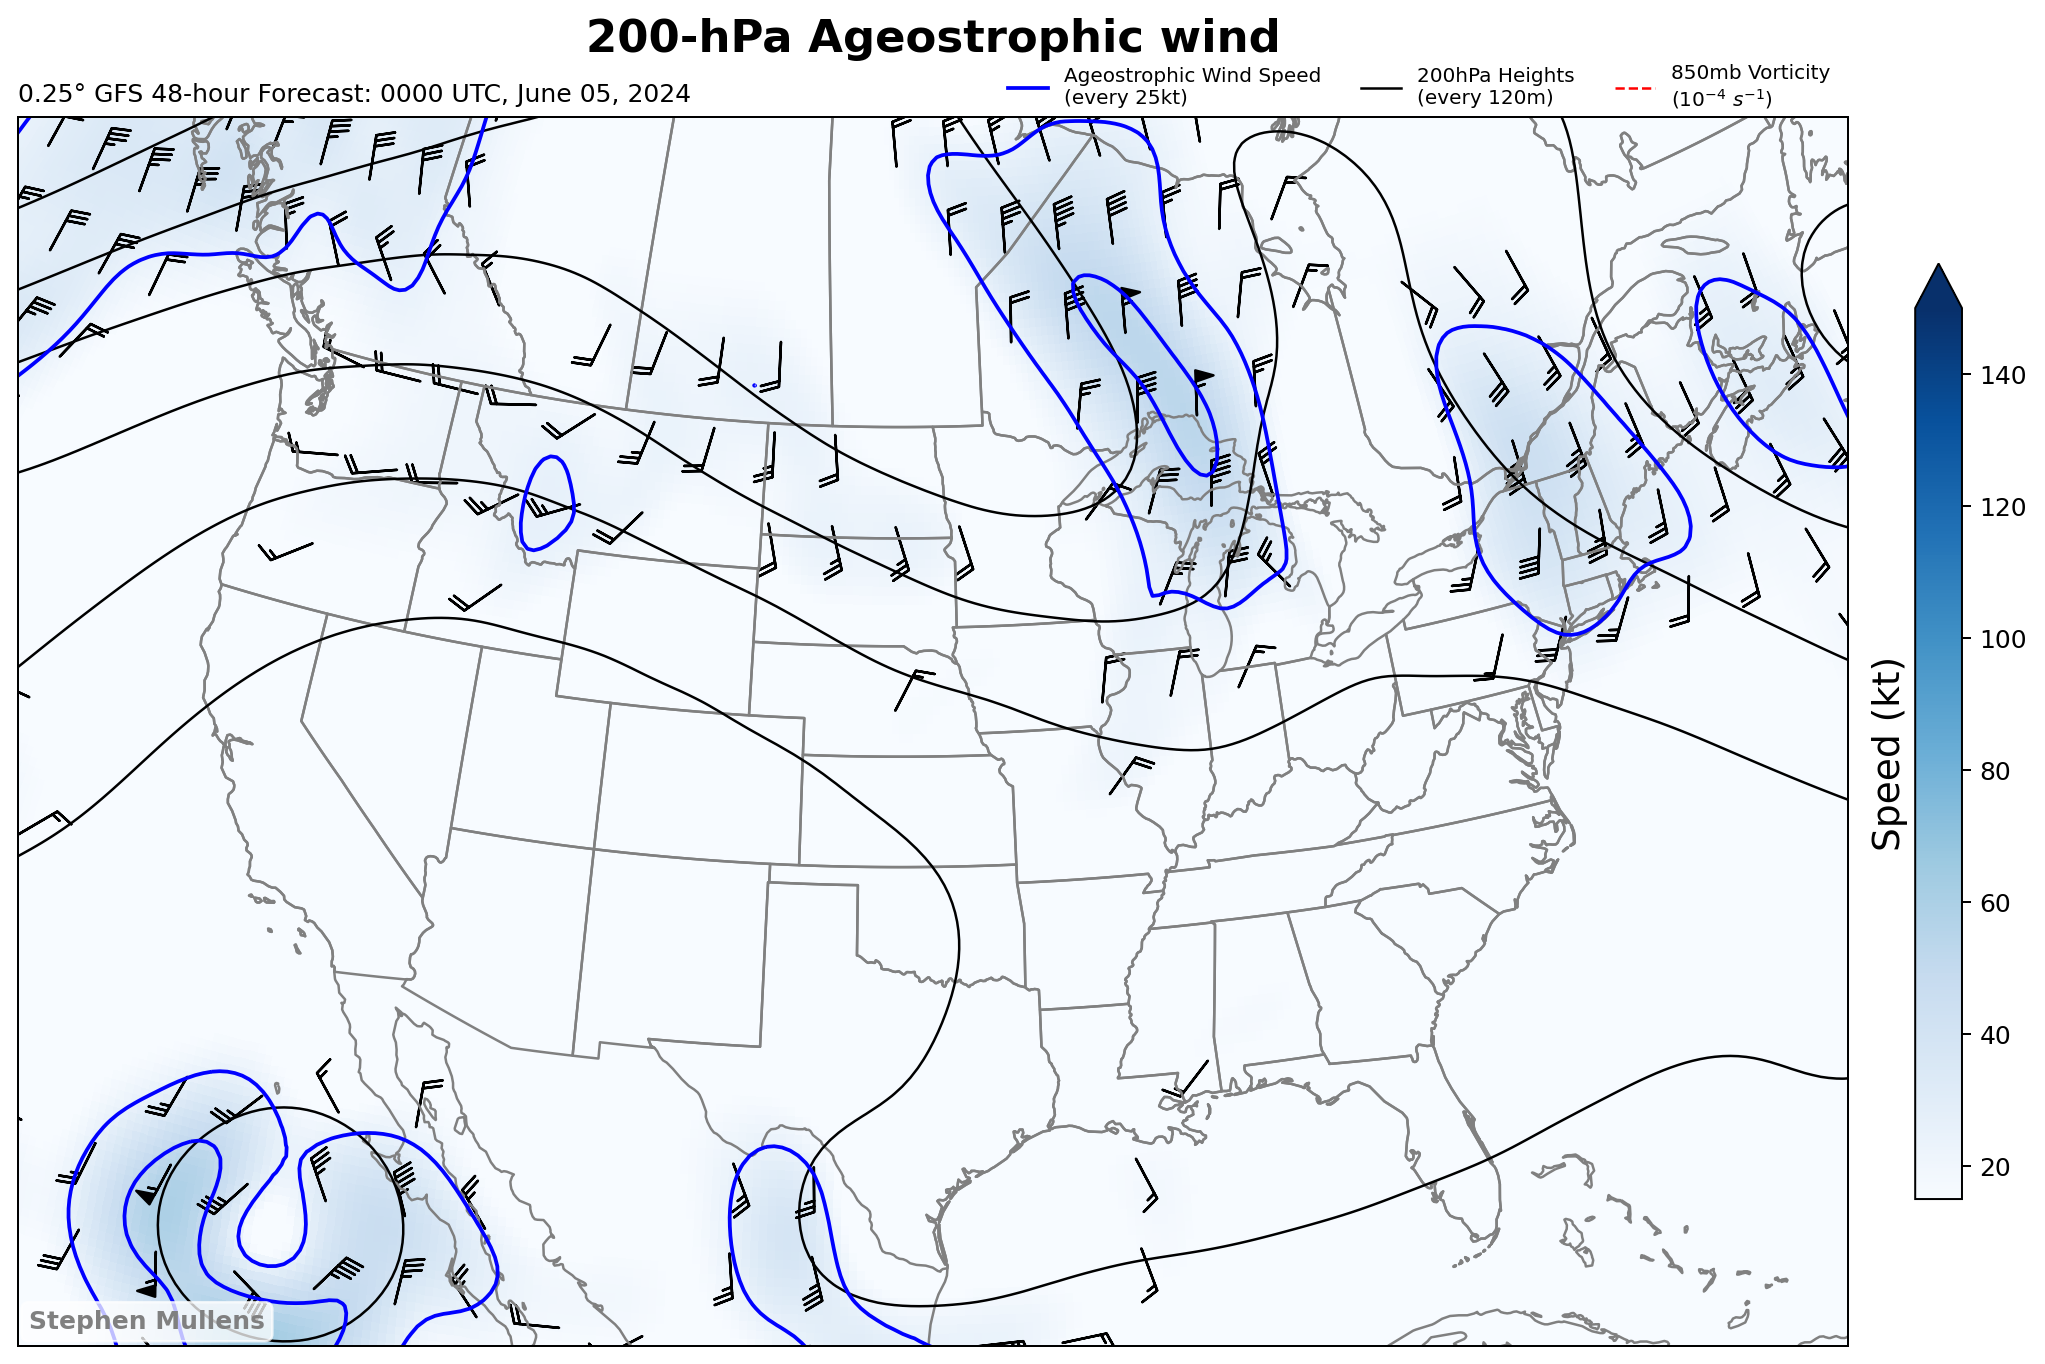 200-hPa Ageostrophic wind
0.25° GFS 48-hour Forecast: 0000 UTC, June 05, 2024
Ageostrophic Wind Speed
(every 25kt)
200hPa Heights
(every 120m)
850mb Vorticity
(10⁻⁴ s⁻¹)
140
120
100
80
60
40
20
Speed (kt)
Stephen Mullens